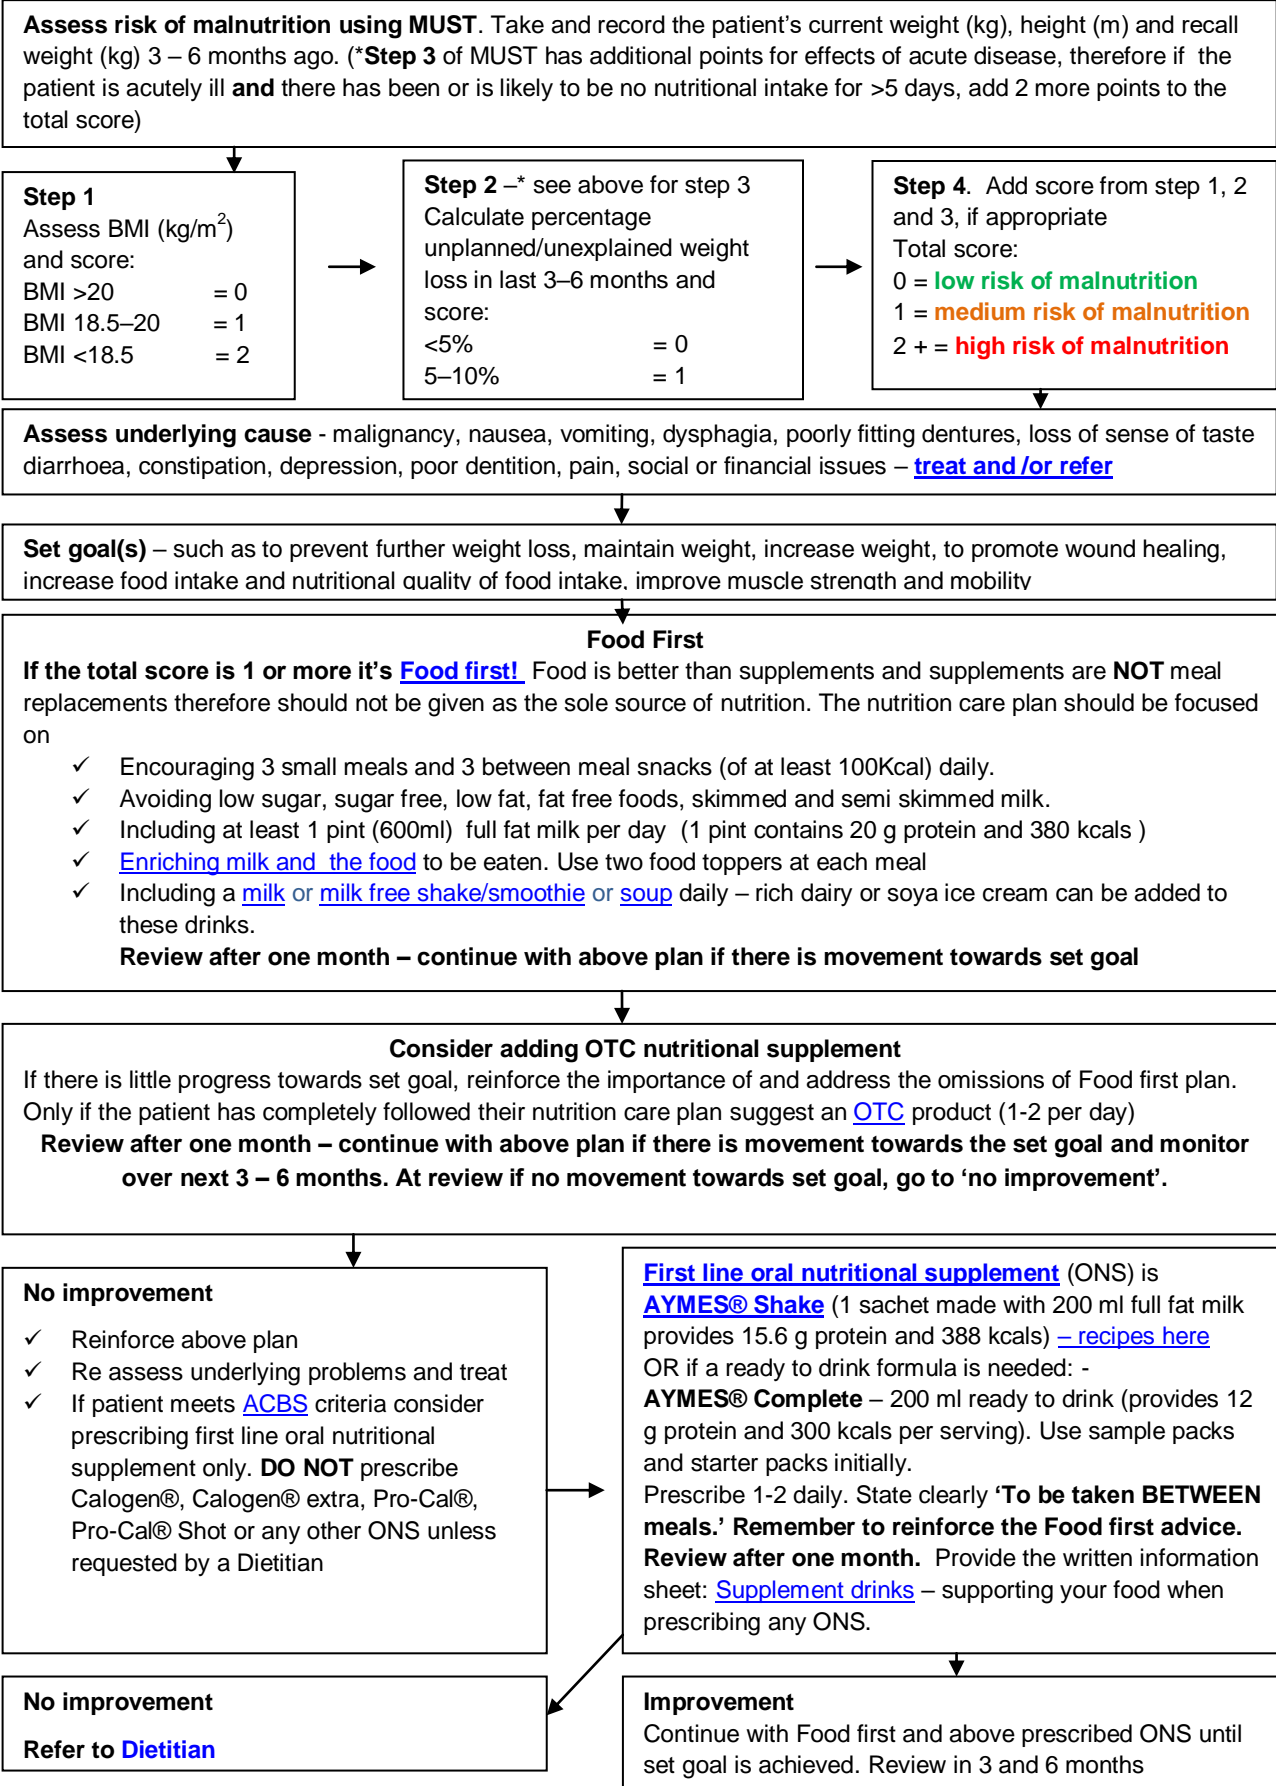 Assess risk of malnutrition using MUST. Take and record the patient's current weight (kg), height (m) and recall
weight (kg) 3 – 6 months ago. (*Step 3 of MUST has additional points for effects of acute disease, therefore if the
patient is acutely ill and there has been or is likely to be no nutritional intake for >5 days, add 2 more points to the
total score)
Step 1
Assess BMI (kg/m²)
and score:
BMI >20 = 0
BMI 18.5–20 = 1
BMI <18.5 = 2
Step 2 –* see above for step 3
Calculate percentage
unplanned/unexplained weight
loss in last 3–6 months and
score:
<5% = 0
5–10% = 1
Step 4. Add score from step 1, 2
and 3, if appropriate
Total score:
0 = low risk of malnutrition
1 = medium risk of malnutrition
2 + = high risk of malnutrition
Assess underlying cause - malignancy, nausea, vomiting, dysphagia, poorly fitting dentures, loss of sense of taste
diarrhoea, constipation, depression, poor dentition, pain, social or financial issues – treat and /or refer
Set goal(s) – such as to prevent further weight loss, maintain weight, increase weight, to promote wound healing,
increase food intake and nutritional quality of food intake, improve muscle strength and mobility
Food First
If the total score is 1 or more it's Food first! Food is better than supplements and supplements are NOT meal
replacements therefore should not be given as the sole source of nutrition. The nutrition care plan should be focused
on
✓ Encouraging 3 small meals and 3 between meal snacks (of at least 100Kcal) daily.
✓ Avoiding low sugar, sugar free, low fat, fat free foods, skimmed and semi skimmed milk.
✓ Including at least 1 pint (600ml) full fat milk per day (1 pint contains 20 g protein and 380 kcals )
✓ Enriching milk and the food to be eaten. Use two food toppers at each meal
✓ Including a milk or milk free shake/smoothie or soup daily – rich dairy or soya ice cream can be added to
these drinks.
Review after one month – continue with above plan if there is movement towards set goal
Consider adding OTC nutritional supplement
If there is little progress towards set goal, reinforce the importance of and address the omissions of Food first plan.
Only if the patient has completely followed their nutrition care plan suggest an OTC product (1-2 per day)
Review after one month – continue with above plan if there is movement towards the set goal and monitor
over next 3 – 6 months. At review if no movement towards set goal, go to 'no improvement'.
No improvement
✓ Reinforce above plan
✓ Re assess underlying problems and treat
✓ If patient meets ACBS criteria consider
prescribing first line oral nutritional
supplement only. DO NOT prescribe
Calogen®, Calogen® extra, Pro-Cal®,
Pro-Cal® Shot or any other ONS unless
requested by a Dietitian
First line oral nutritional supplement (ONS) is
AYMES® Shake (1 sachet made with 200 ml full fat milk
provides 15.6 g protein and 388 kcals) – recipes here
OR if a ready to drink formula is needed: -
AYMES® Complete – 200 ml ready to drink (provides 12
g protein and 300 kcals per serving). Use sample packs
and starter packs initially.
Prescribe 1-2 daily. State clearly 'To be taken BETWEEN
meals.' Remember to reinforce the Food first advice.
Review after one month. Provide the written information
sheet: Supplement drinks – supporting your food when
prescribing any ONS.
No improvement
Refer to Dietitian
Improvement
Continue with Food first and above prescribed ONS until
set goal is achieved. Review in 3 and 6 months